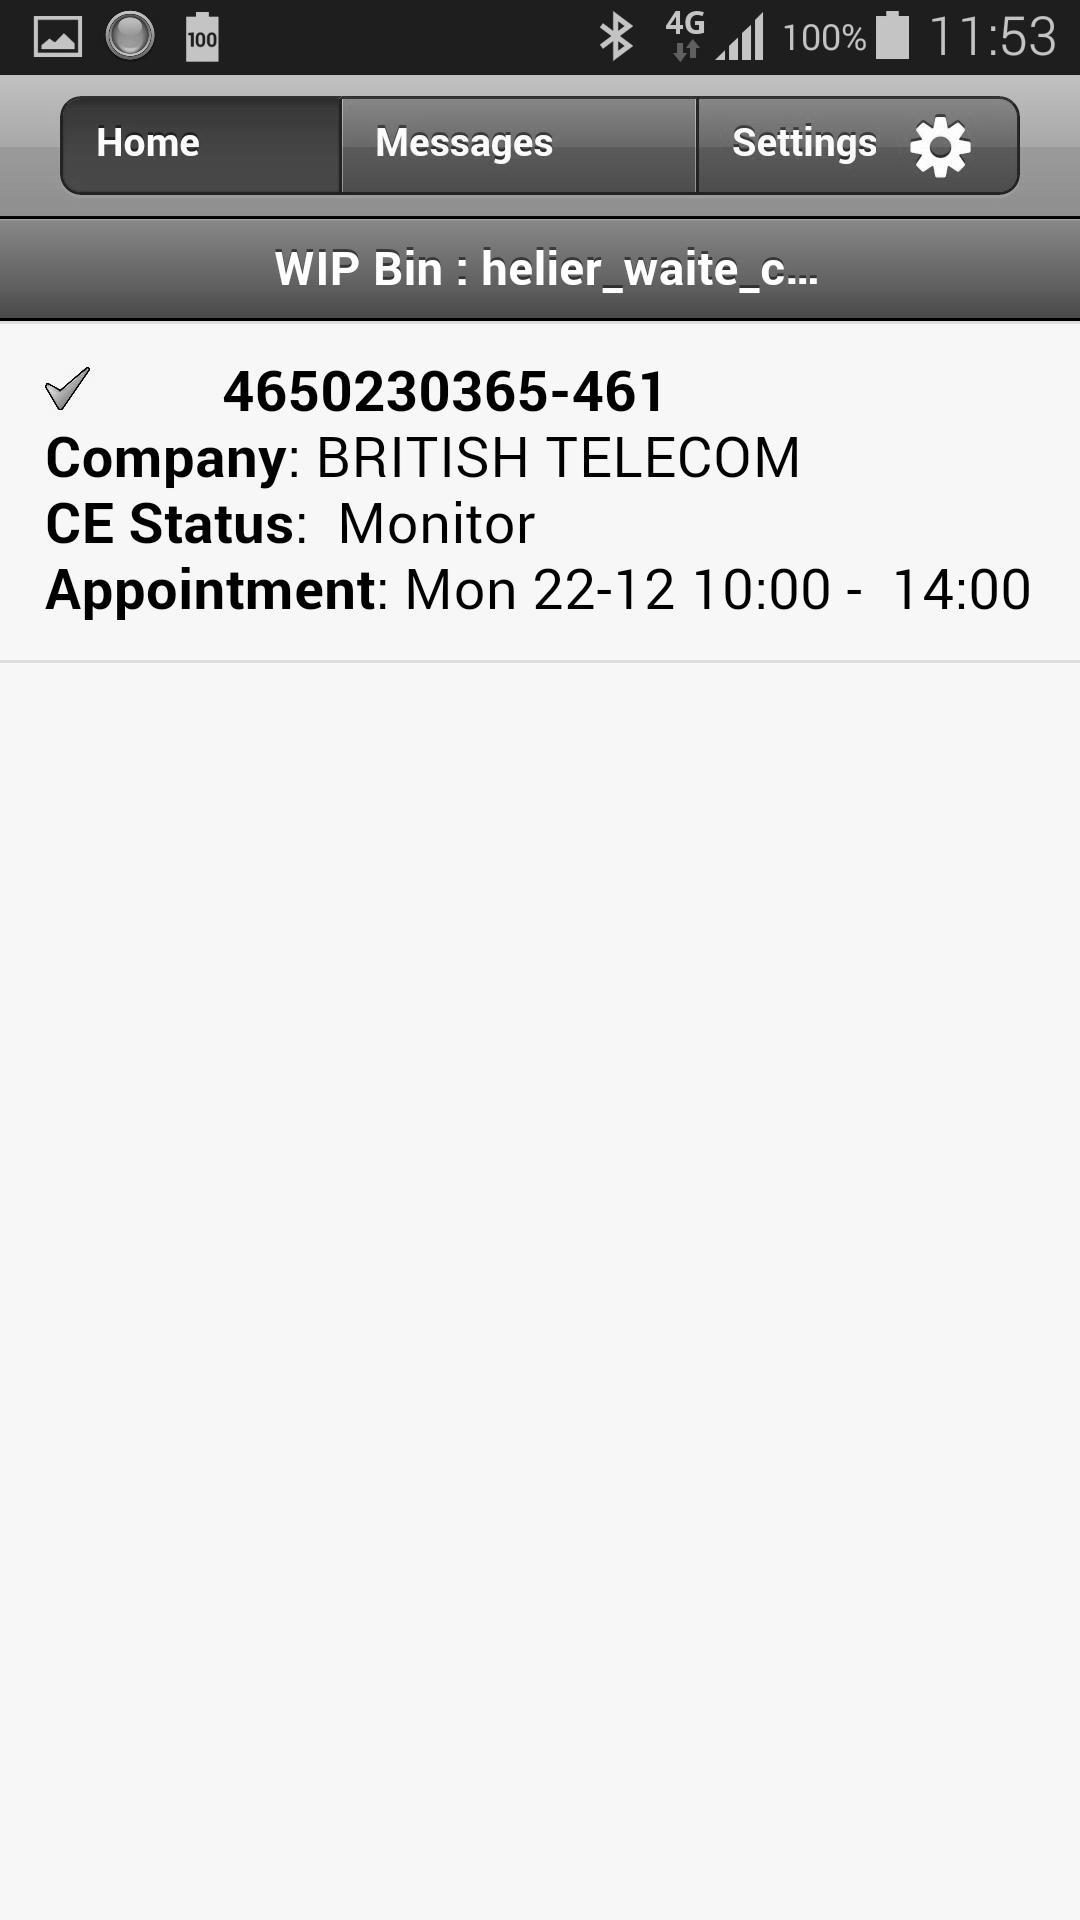 100 4G 100% 11:53
Home Messages Settings
WIP Bin : helier_waite_c...
4650230365-461
Company: BRITISH TELECOM
CE Status: Monitor
Appointment: Mon 22-12 10:00 - 14:00